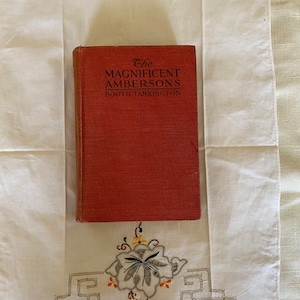 The
MAGNIFICENT
AMBERSONS
BOOTH TARKINGTON